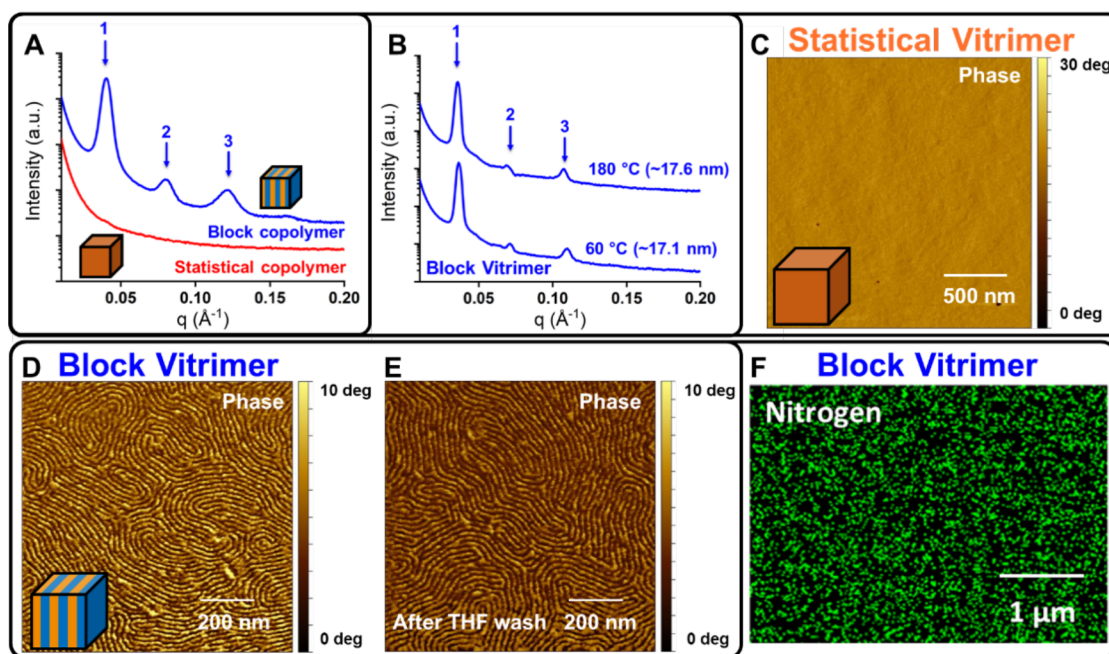 A
1
2
3
Intensity (a.u.)
Block copolymer
Statistical copolymer
0.05 0.10 0.15 0.20
q (Å⁻¹)
B
1
2
3
Intensity (a.u.)
180 °C (~17.6 nm)
60 °C (~17.1 nm)
Block Vitrimer
0.05 0.10 0.15 0.20
q (Å⁻¹)
C Statistical Vitrimer
Phase
30 deg
500 nm
0 deg
D Block Vitrimer
Phase
10 deg
200 nm
0 deg
E
Phase
10 deg
After THF wash 200 nm
0 deg
F Block Vitrimer
Nitrogen
1 µm